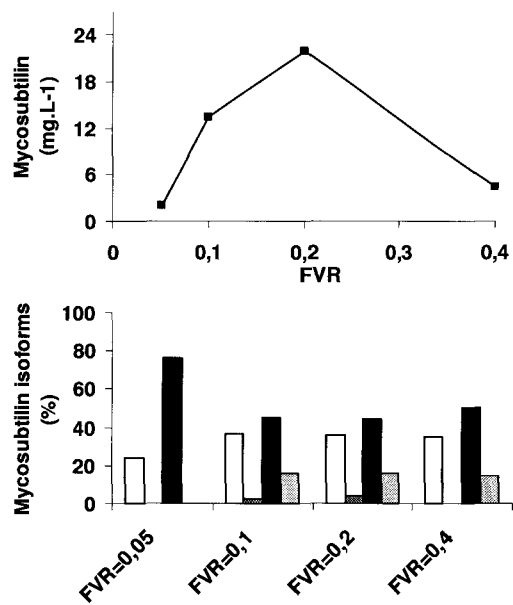 Mycosubtilin
(mg.L-1)
24
18
12
6
0
0
0,1
0,2
0,3
0,4
FVR
Mycosubtilin isoforms
(%)
100
80
60
40
20
0
FVR=0,05
FVR=0,1
FVR=0,2
FVR=0,4